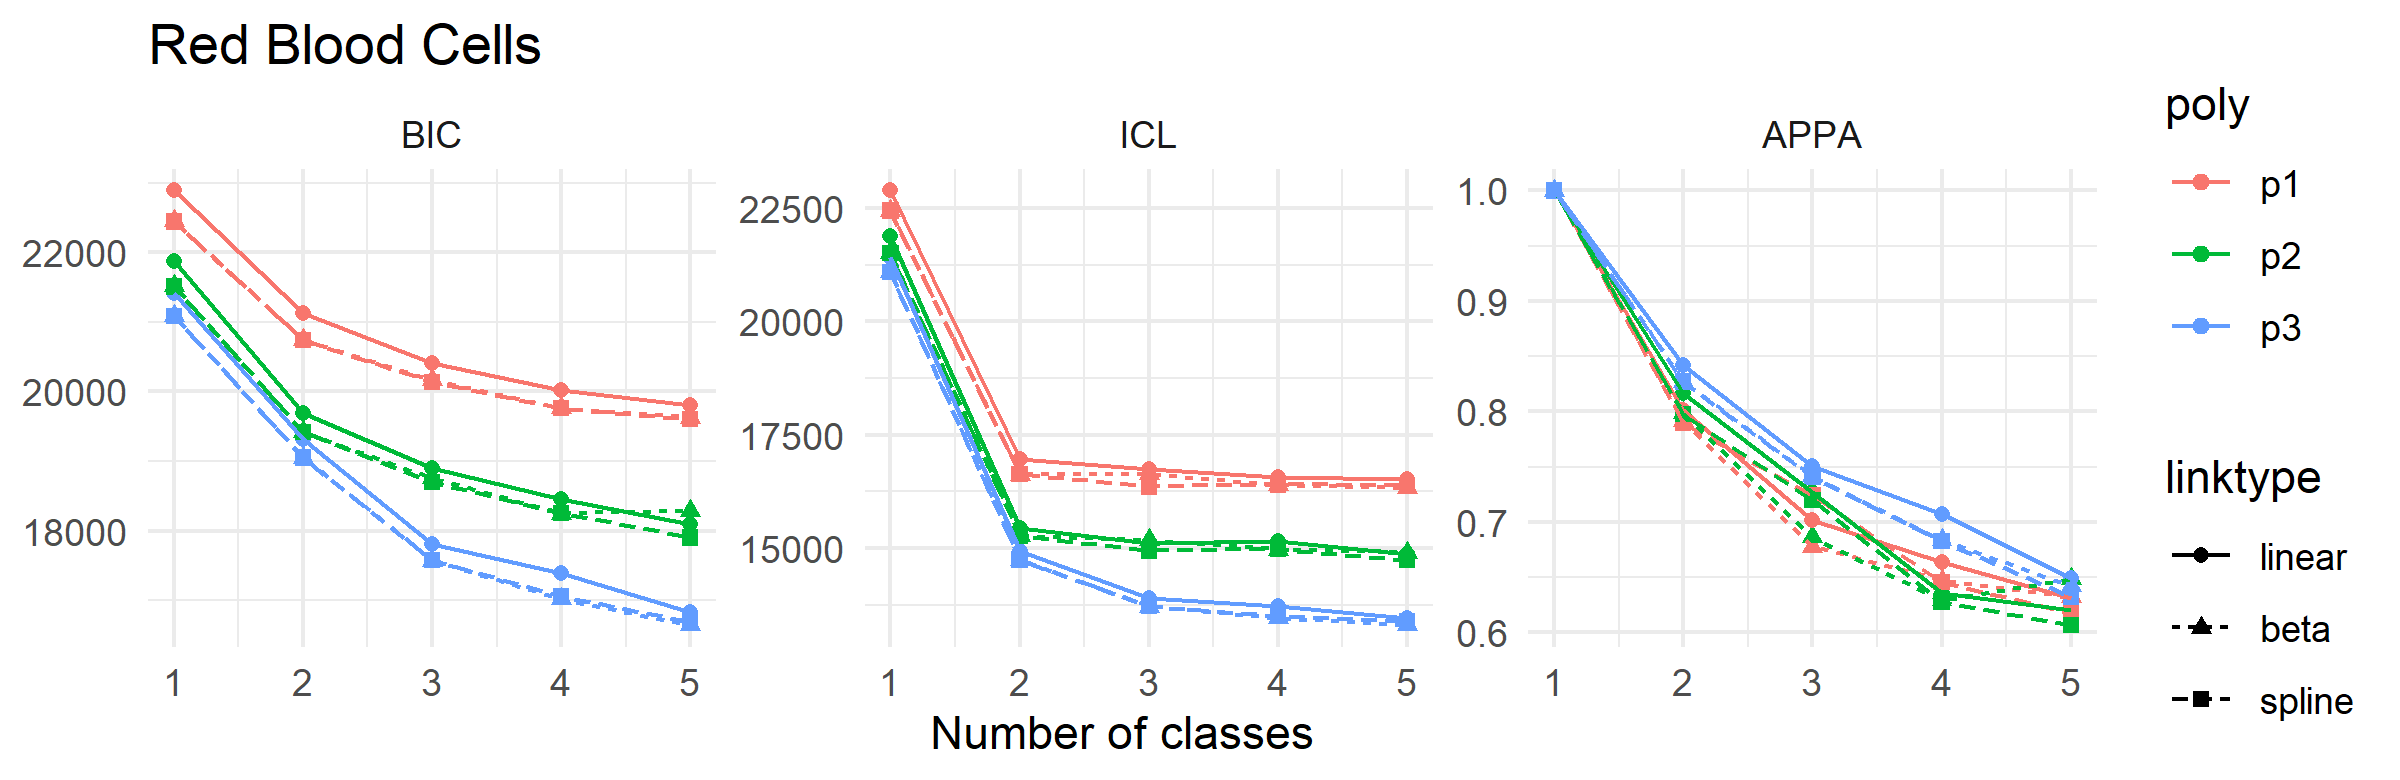 Red Blood Cells
BIC
ICL
APPA
22000
20000
18000
1 2 3 4 5
22500
20000
17500
15000
1 2 3 4 5
1.0
0.9
0.8
0.7
0.6
1 2 3 4 5
Number of classes
poly
p1
p2
p3
linktype
linear
beta
spline